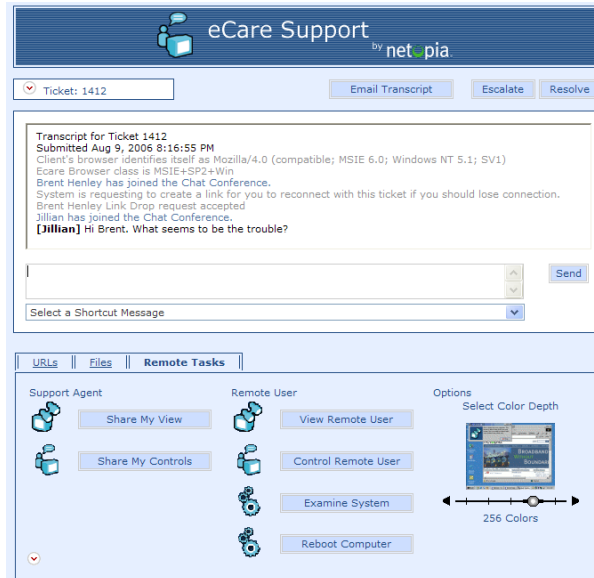 eCare Support
by netopia.
Ticket: 1412
Email Transcript
Escalate
Resolve
Transcript for Ticket 1412
Submitted Aug 9, 2006 8:16:55 PM
Client's browser identifies itself as Mozilla/4.0 (compatible; MSIE 6.0; Windows NT 5.1; SV1)
Ecare Browser class is MSIE+SP2+Win
Brent Henley has joined the Chat Conference.
System is requesting to create a link for you to reconnect with this ticket if you should lose connection.
Brent Henley Link Drop request accepted
Jillian has joined the Chat Conference.
[Jillian] Hi Brent. What seems to be the trouble?
Send
Select a Shortcut Message
URLs
Files
Remote Tasks
Support Agent
Remote User
Options
Select Color Depth
Share My View
View Remote User
Share My Controls
Control Remote User
Examine System
256 Colors
Reboot Computer